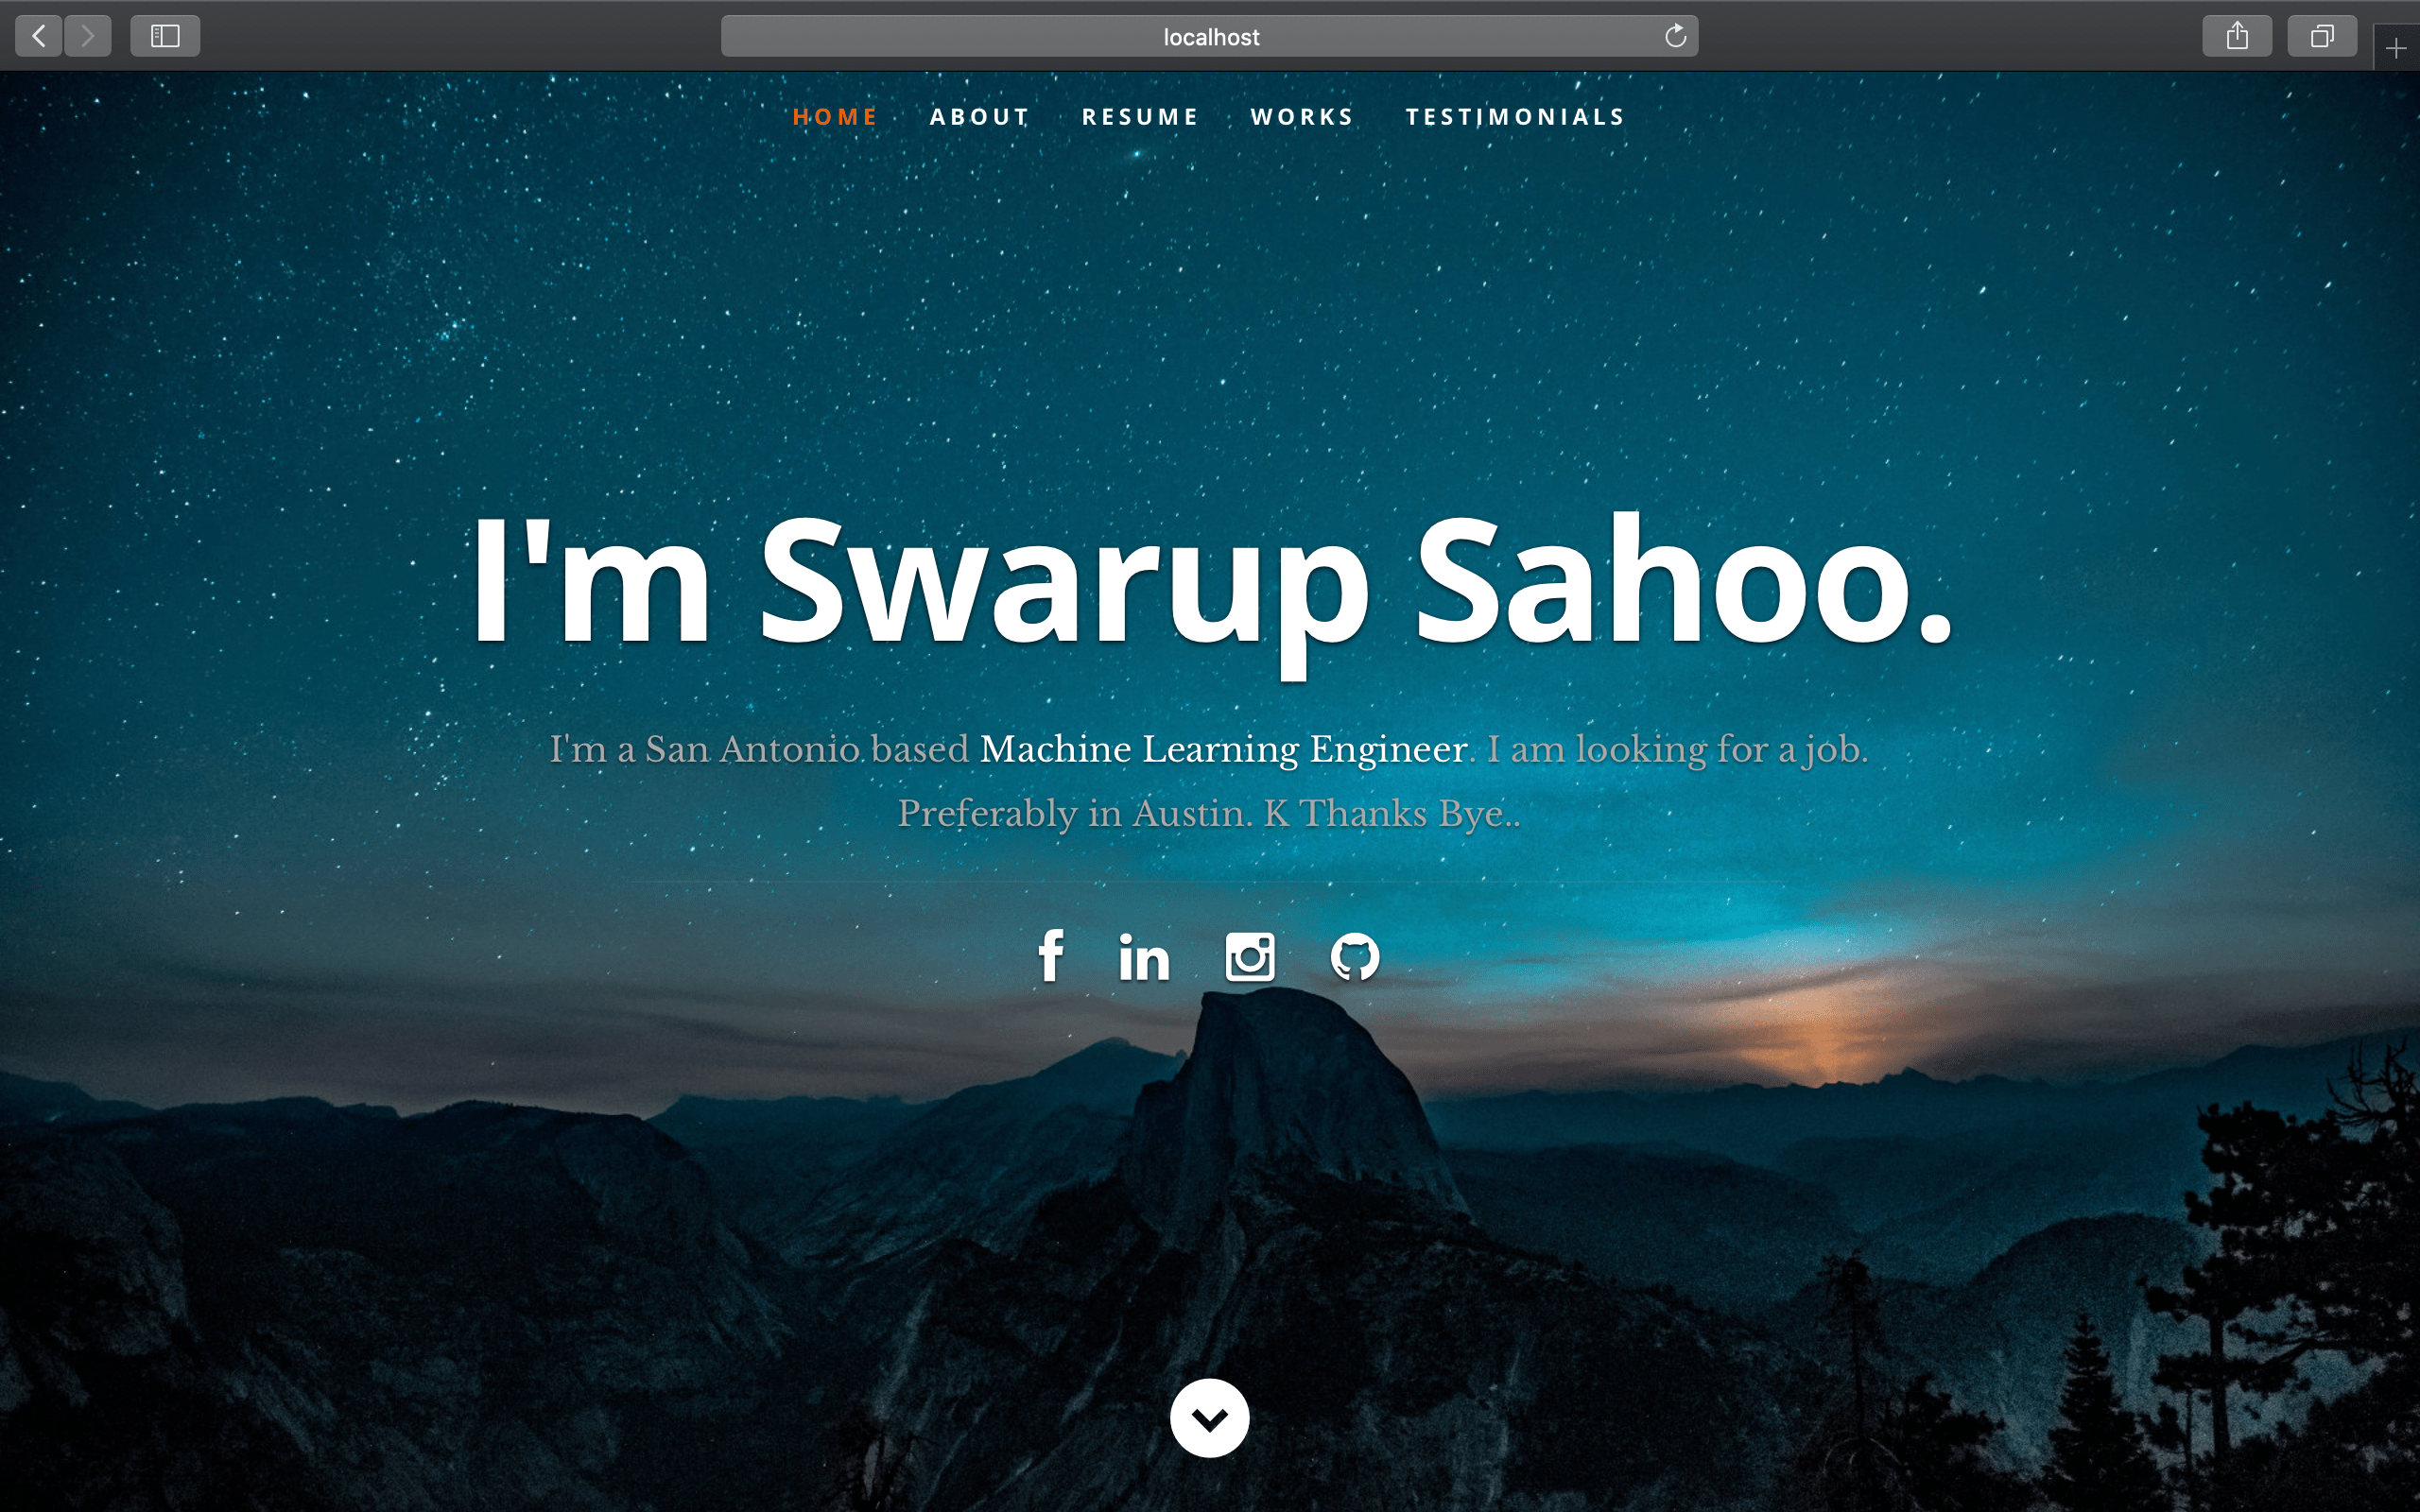 localhost
HOME ABOUT RESUME WORKS TESTIMONIALS
I'm Swarup Sahoo.
I'm a San Antonio based Machine Learning Engineer. I am looking for a job.
Preferably in Austin. K Thanks Bye..